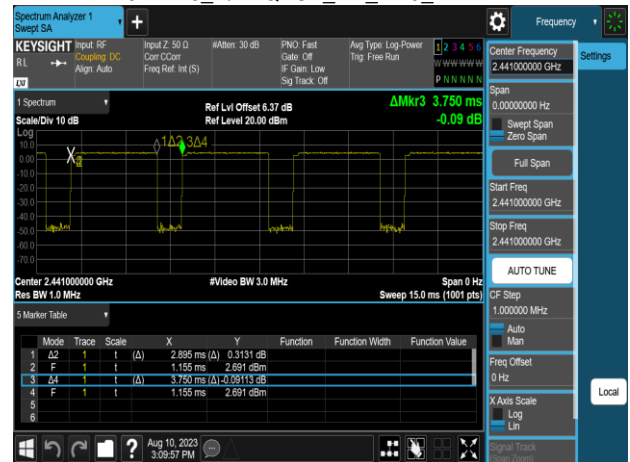 Spectrum Analyzer 1
Swept SA
Frequency
KEYSIGHT
RL
LXI
Input: RF
Coupling: DC
Align: Auto
Input Z: 50 Ω
Corr CCorr
Freq Ref: Int (S)
#Atten: 30 dB
PNO: Fast
Gate: Off
IF Gain: Low
Sig Track: Off
Avg Type: Log-Power
Trig: Free Run
1 2 3 4 5 6
W W W W W W
P N N N N N
Center Frequency
2.441000000 GHz
Settings
1 Spectrum
Scale/Div 10 dB
Ref Lvl Offset 6.37 dB
Ref Level 20.00 dBm
ΔMkr3 3.750 ms
-0.09 dB
Span
0.00000000 Hz
Swept Span
Zero Span
Full Span
Log
10.0
0.00
-10.0
-20.0
-30.0
-40.0
-50.0
-60.0
-70.0
1Δ2 3Δ4
Start Freq
2.441000000 GHz
Stop Freq
2.441000000 GHz
AUTO TUNE
Center 2.441000000 GHz
Res BW 1.0 MHz
#Video BW 3.0 MHz
Span 0 Hz
Sweep 15.0 ms (1001 pts)
CF Step
1.000000 MHz
Auto
Man
Freq Offset
0 Hz
X Axis Scale
Log
Lin
Signal Track
(Span Zoom)
Local
5 Marker Table
Mode Trace Scale X Y Function Function Width Function Value
1 Δ2 1 t (Δ) 2.895 ms (Δ) 0.3131 dB
2 F 1 t 1.155 ms 2.691 dBm
3 Δ4 1 t (Δ) 3.750 ms (Δ) -0.09113 dB
4 F 1 t 1.155 ms 2.691 dBm
5
6
?
Aug 10, 2023
3:09:57 PM